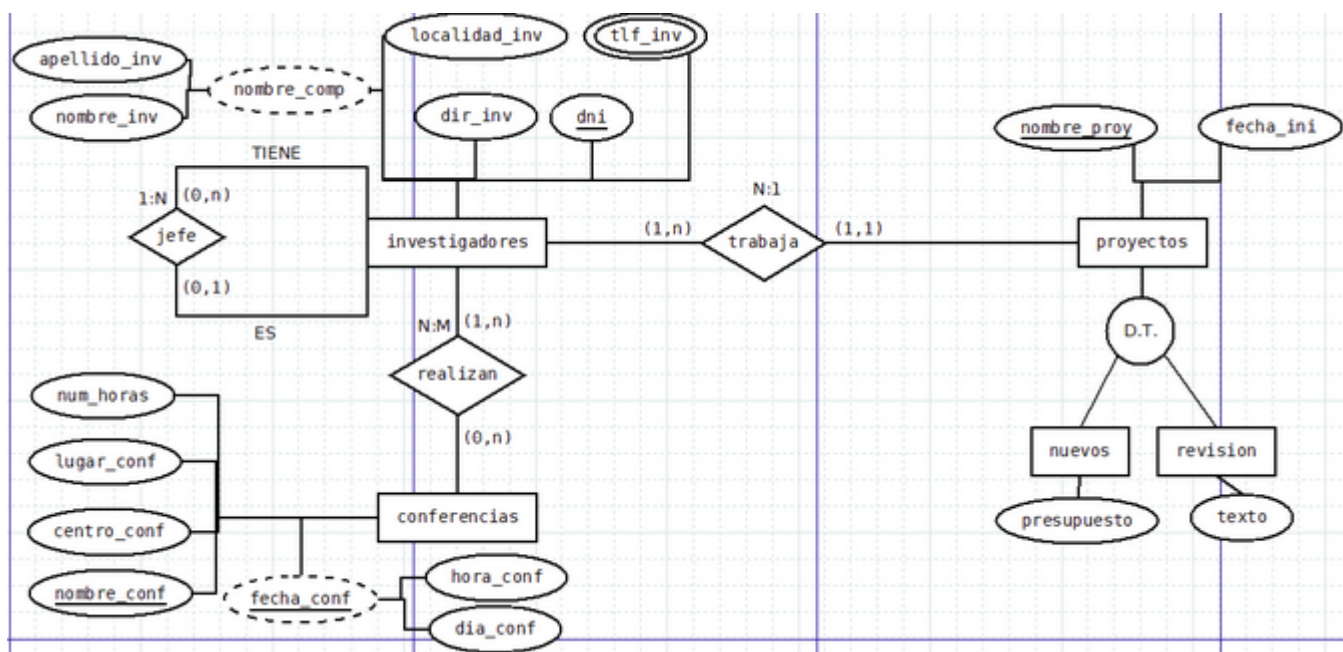 localidad_inv
tlf_inv
apellido_inv
nombre_comp
nombre_inv
dir_inv
dni
nombre_proy
fecha_ini
TIENE
1:N
(0,n)
jefe
(0,1)
ES
investigadores
(1,n)
N:1
trabaja
(1,1)
proyectos
N:M
(1,n)
realizan
(0,n)
D.T.
nuevos
revision
presupuesto
texto
num_horas
lugar_conf
centro_conf
nombre_conf
conferencias
fecha_conf
hora_conf
dia_conf